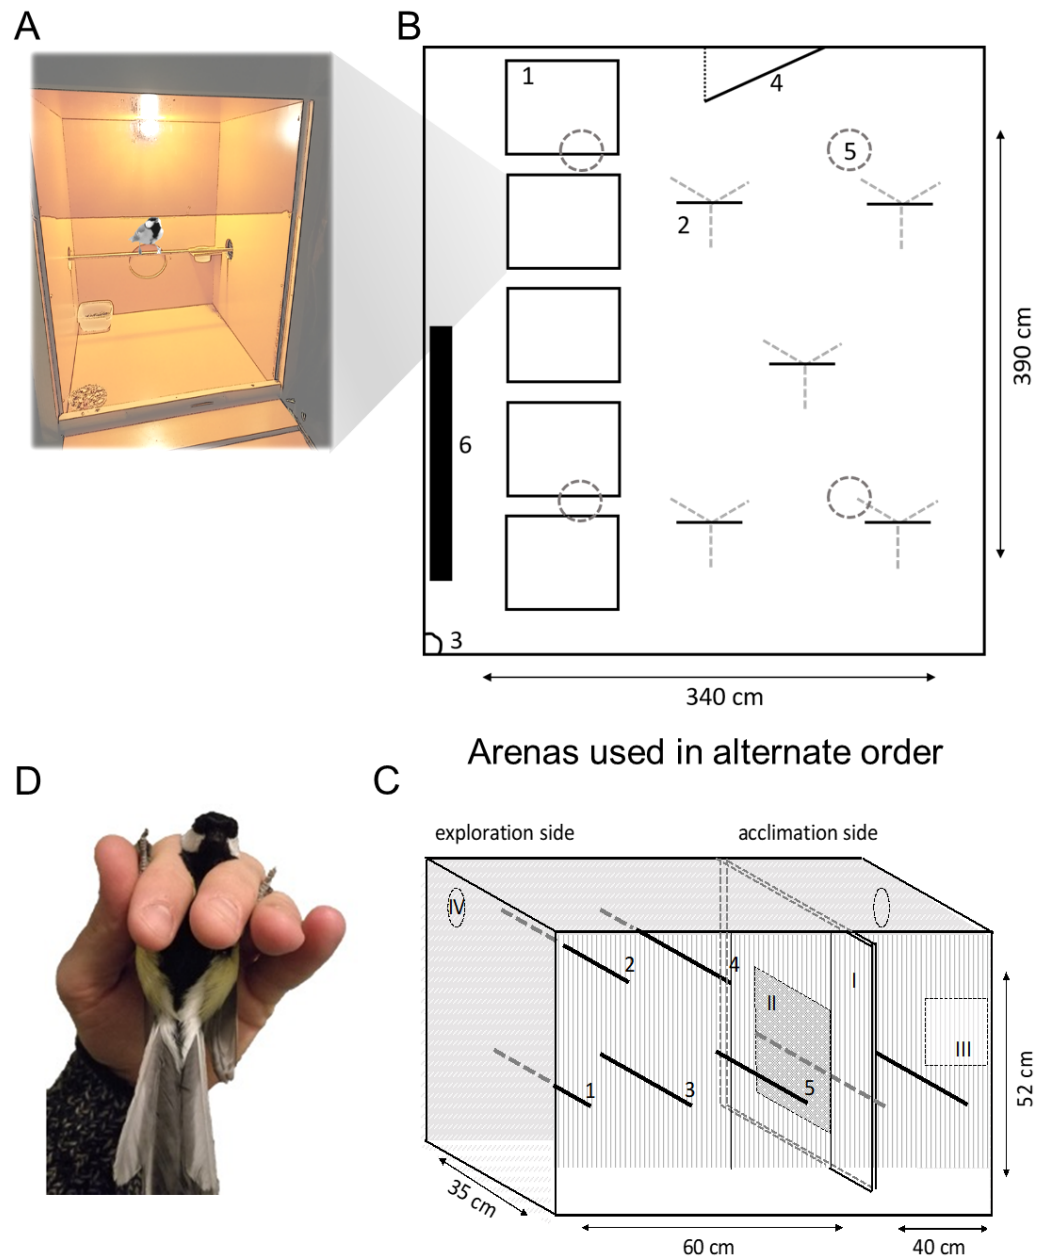 A
B
1
4
5
2
390 cm
6
3
340 cm
Arenas used in alternate order
D
C
exploration side
acclimation side
IV
2
4
I
II
III
1
3
5
52 cm
35 cm
60 cm
40 cm